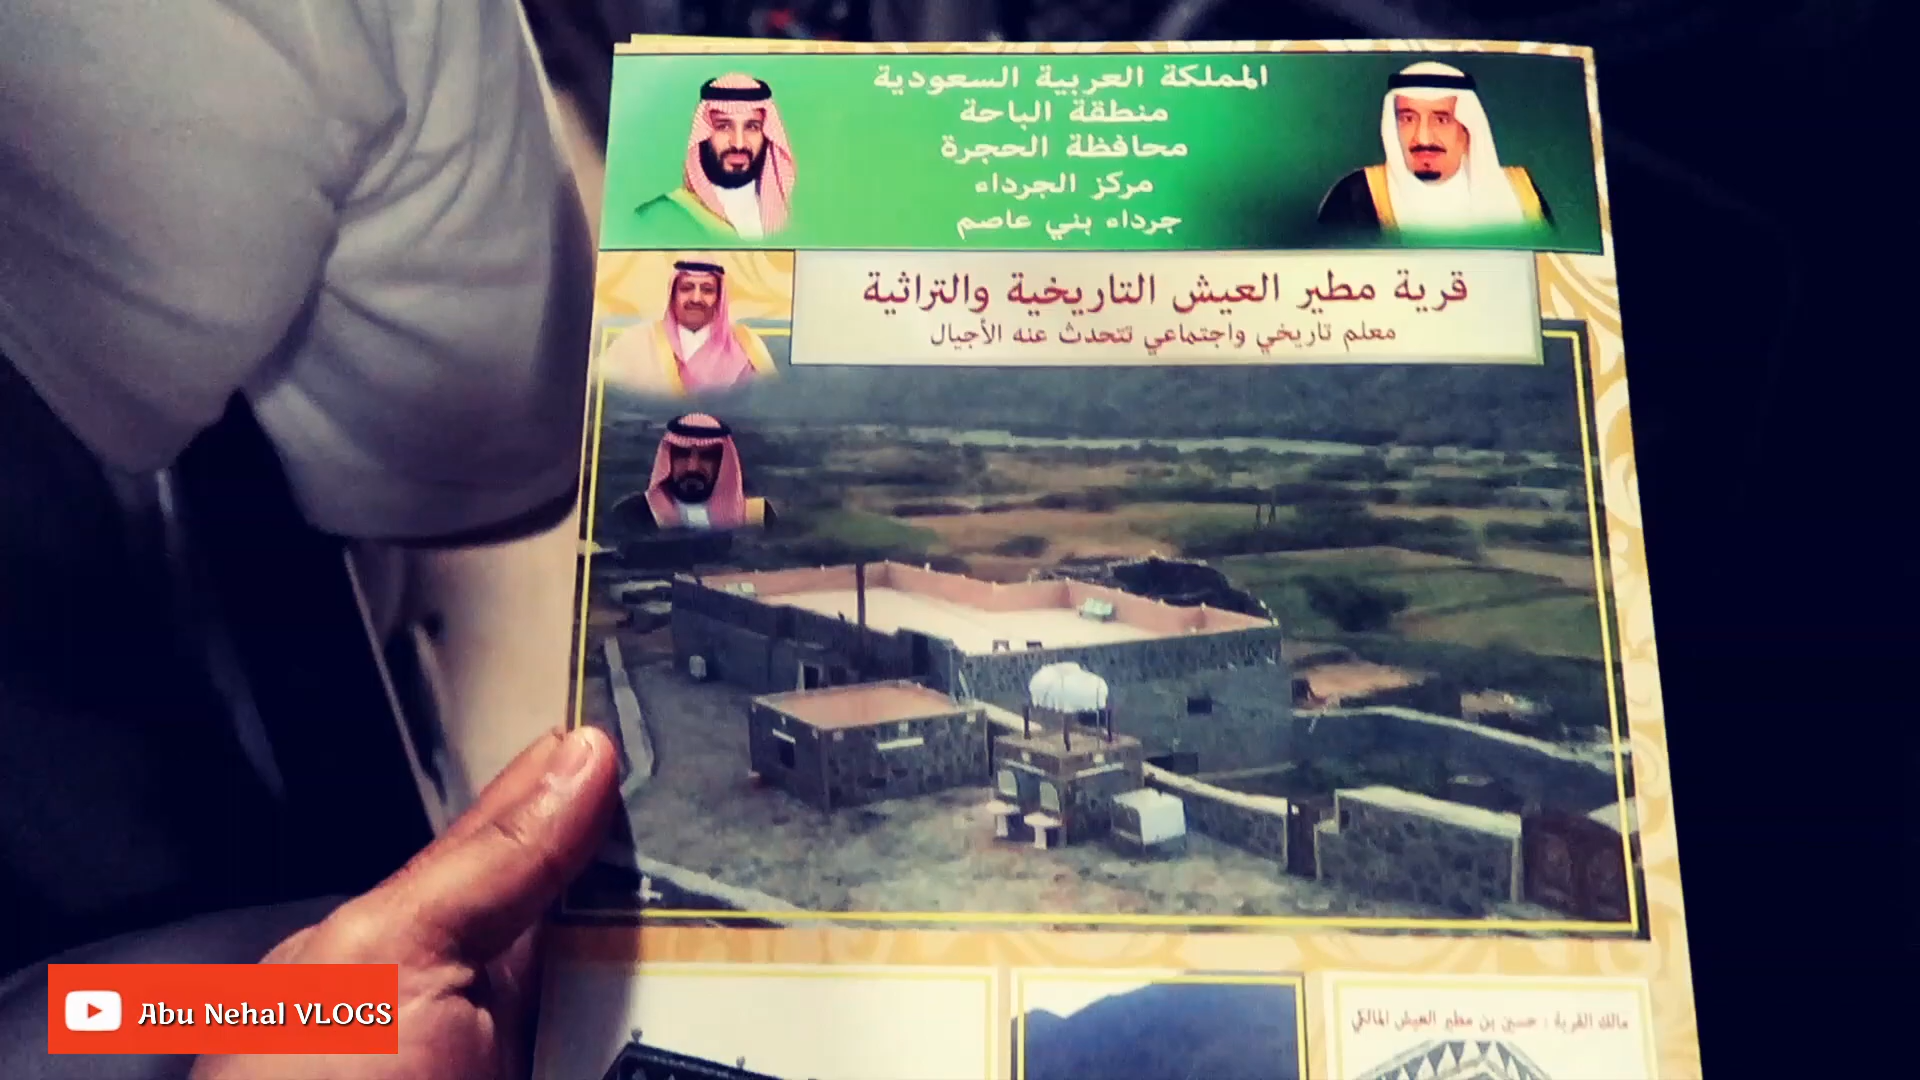 المملكة العربية السعودية
منطقة الباحة
محافظة الحجرة
مركز الجرداء
جرداء بني عاصم
قرية مطير العيش التاريخية والتراثية
معلم تاريخي واجتماعي تتحدث عنه الأجيال
مالك القرية : حسين بن مطير العيش المالكي
Abu Nehal VLOGS